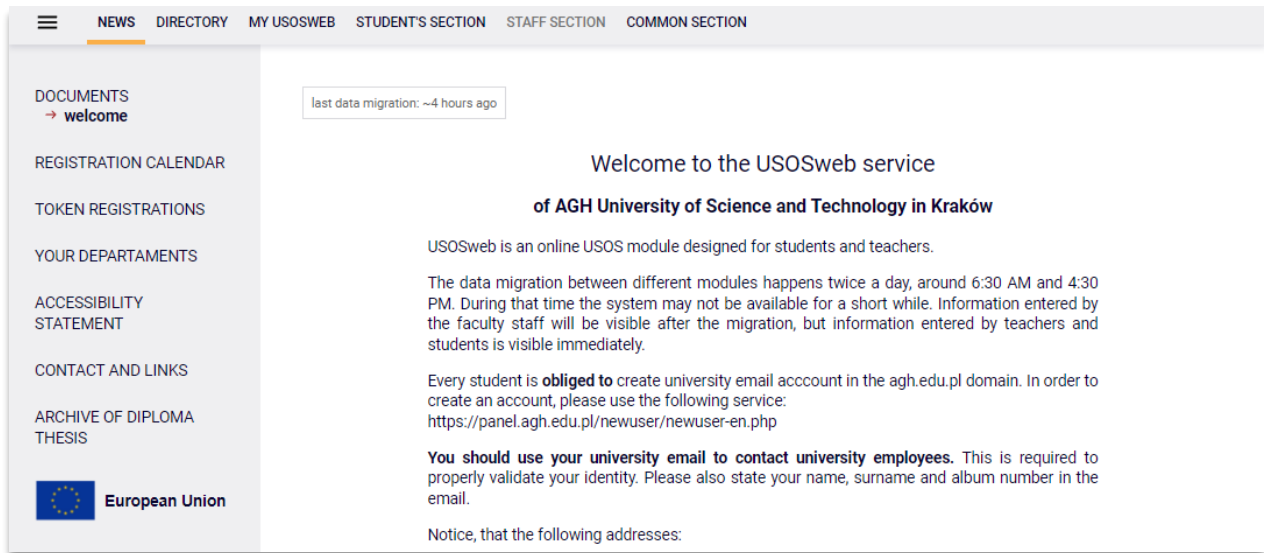 NEWS DIRECTORY MY USOSWEB STUDENT'S SECTION STAFF SECTION COMMON SECTION
DOCUMENTS
→ welcome
REGISTRATION CALENDAR
TOKEN REGISTRATIONS
YOUR DEPARTAMENTS
ACCESSIBILITY
STATEMENT
CONTACT AND LINKS
ARCHIVE OF DIPLOMA
THESIS
European Union
last data migration: ~4 hours ago
Welcome to the USOSweb service
of AGH University of Science and Technology in Kraków
USOSweb is an online USOS module designed for students and teachers.
The data migration between different modules happens twice a day, around 6:30 AM and 4:30
PM. During that time the system may not be available for a short while. Information entered by
the faculty staff will be visible after the migration, but information entered by teachers and
students is visible immediately.
Every student is obliged to create university email acccount in the agh.edu.pl domain. In order to
create an account, please use the following service:
https://panel.agh.edu.pl/newuser/newuser-en.php
You should use your university email to contact university employees. This is required to
properly validate your identity. Please also state your name, surname and album number in the
email.
Notice, that the following addresses: